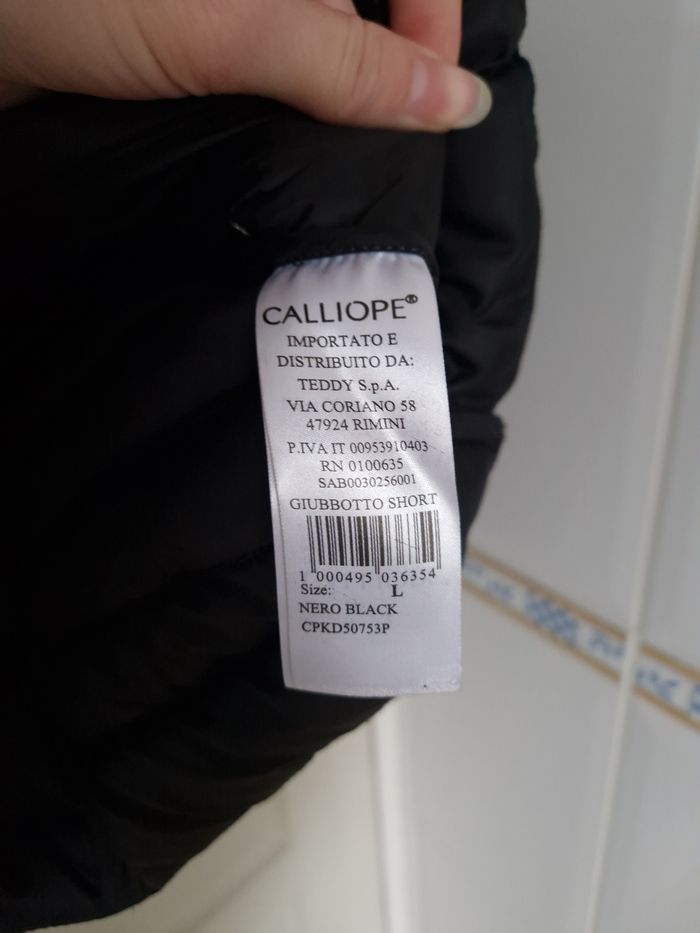 CALLIOPE®
IMPORTATO E
DISTRIBUITO DA:
TEDDY S.p.A.
VIA CORIANO 58
47924 RIMINI
P.IVA IT 00953910403
RN 0100635
SAB0030256001
GIUBBOTTO SHORT
1 000495 036354
Size: L
NERO BLACK
CPKD50753P